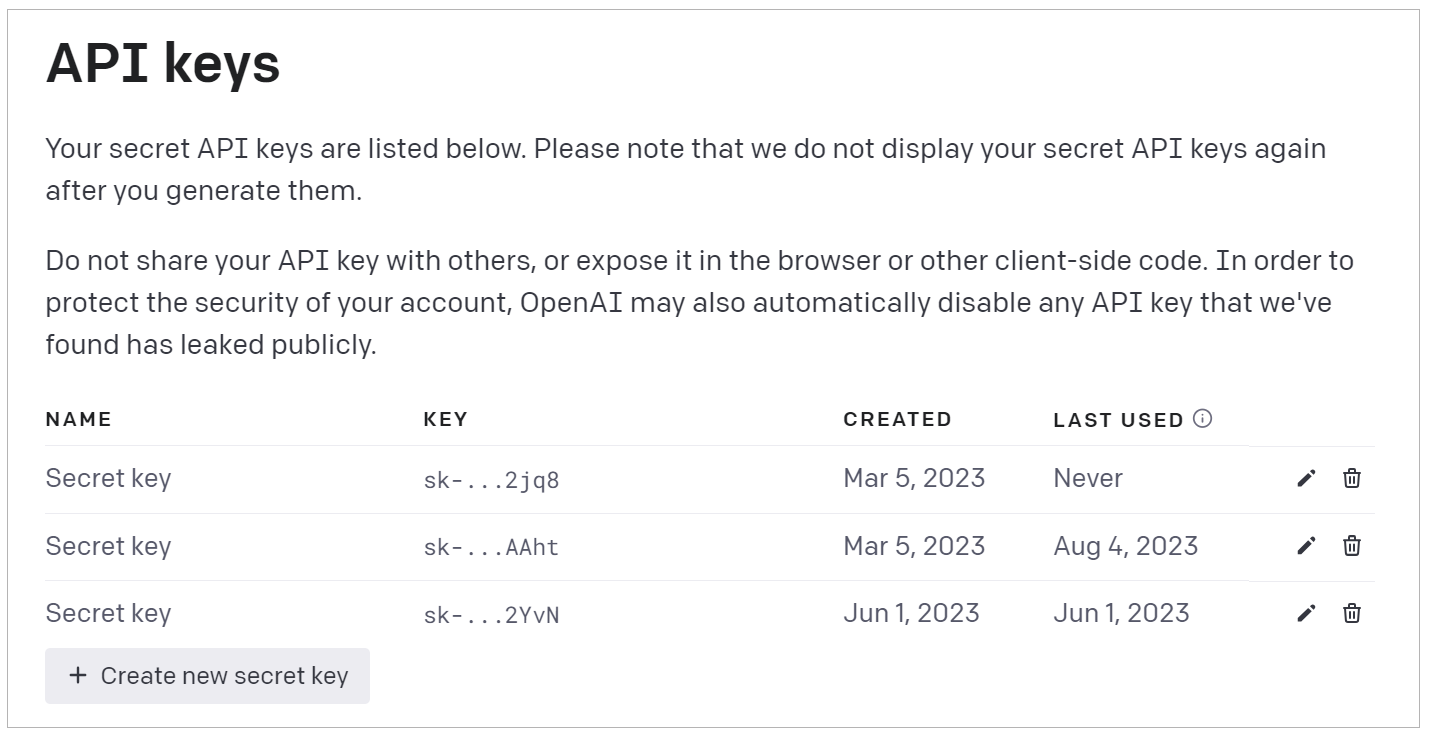 API keys
Your secret API keys are listed below. Please note that we do not display your secret API keys again
after you generate them.
Do not share your API key with others, or expose it in the browser or other client-side code. In order to
protect the security of your account, OpenAI may also automatically disable any API key that we've
found has leaked publicly.
NAME KEY CREATED LAST USED
Secret key sk-...2jq8 Mar 5, 2023 Never
Secret key sk-...AAht Mar 5, 2023 Aug 4, 2023
Secret key sk-...2YvN Jun 1, 2023 Jun 1, 2023
+ Create new secret key